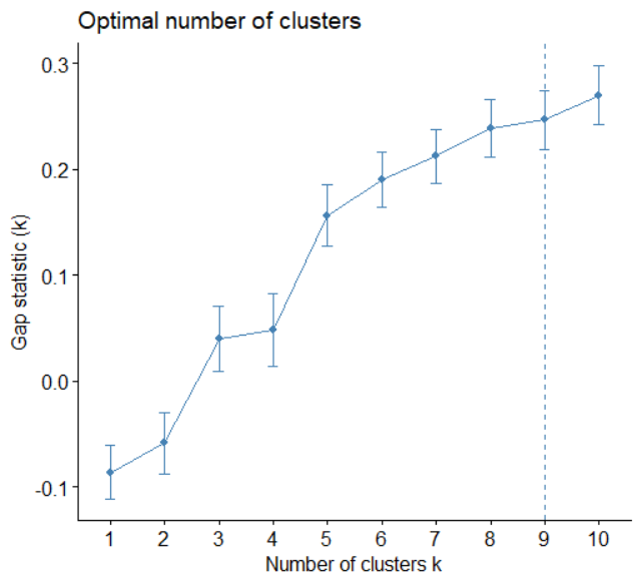 Optimal number of clusters
0.3
0.2
0.1
0.0
-0.1
Gap statistic (k)
1 2 3 4 5 6 7 8 9 10
Number of clusters k